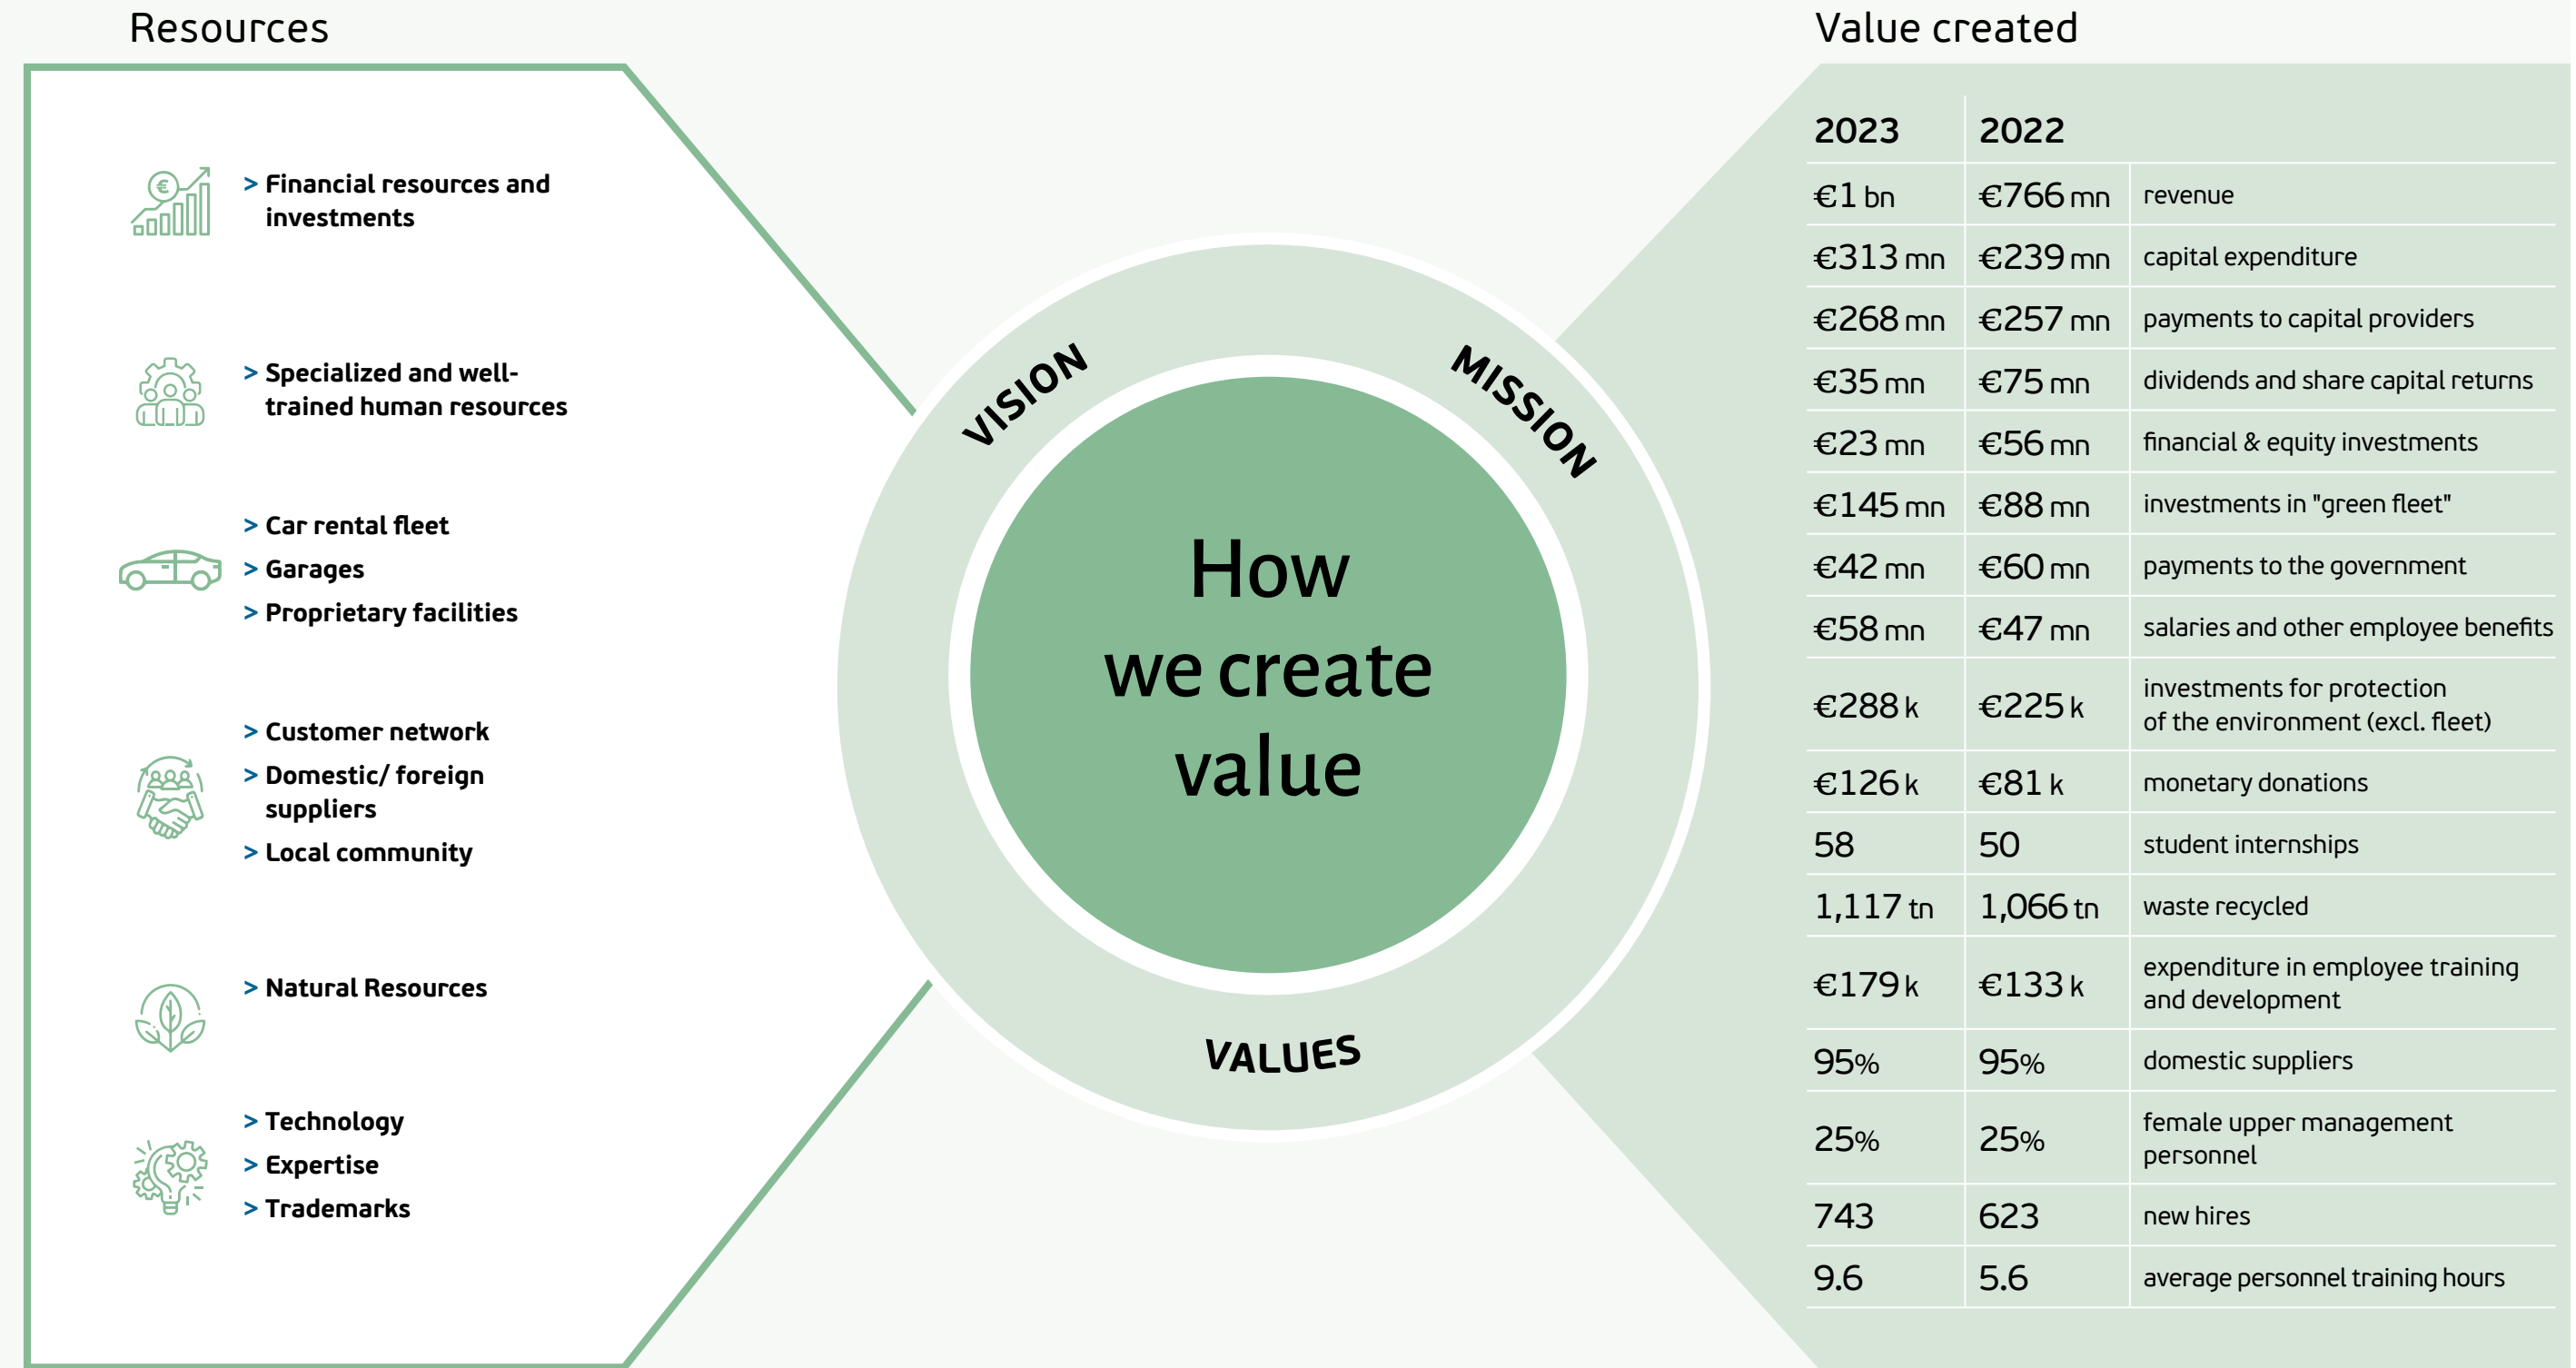 Resources
> Financial resources and
investments
> Specialized and well-
trained human resources
> Car rental fleet
> Garages
> Proprietary facilities
> Customer network
> Domestic/ foreign
suppliers
> Local community
> Natural Resources
> Technology
> Expertise
> Trademarks
VISION
MISSION
VALUES
How
we create
value
Value created
2023 2022
€1 bn €766 mn revenue
€313 mn €239 mn capital expenditure
€268 mn €257 mn payments to capital providers
€35 mn €75 mn dividends and share capital returns
€23 mn €56 mn financial & equity investments
€145 mn €88 mn investments in "green fleet"
€42 mn €60 mn payments to the government
€58 mn €47 mn salaries and other employee benefits
€288 k €225 k investments for protection
of the environment (excl. fleet)
€126 k €81 k monetary donations
58 50 student internships
1,117 tn 1,066 tn waste recycled
€179 k €133 k expenditure in employee training
and development
95% 95% domestic suppliers
25% 25% female upper management
personnel
743 623 new hires
9.6 5.6 average personnel training hours